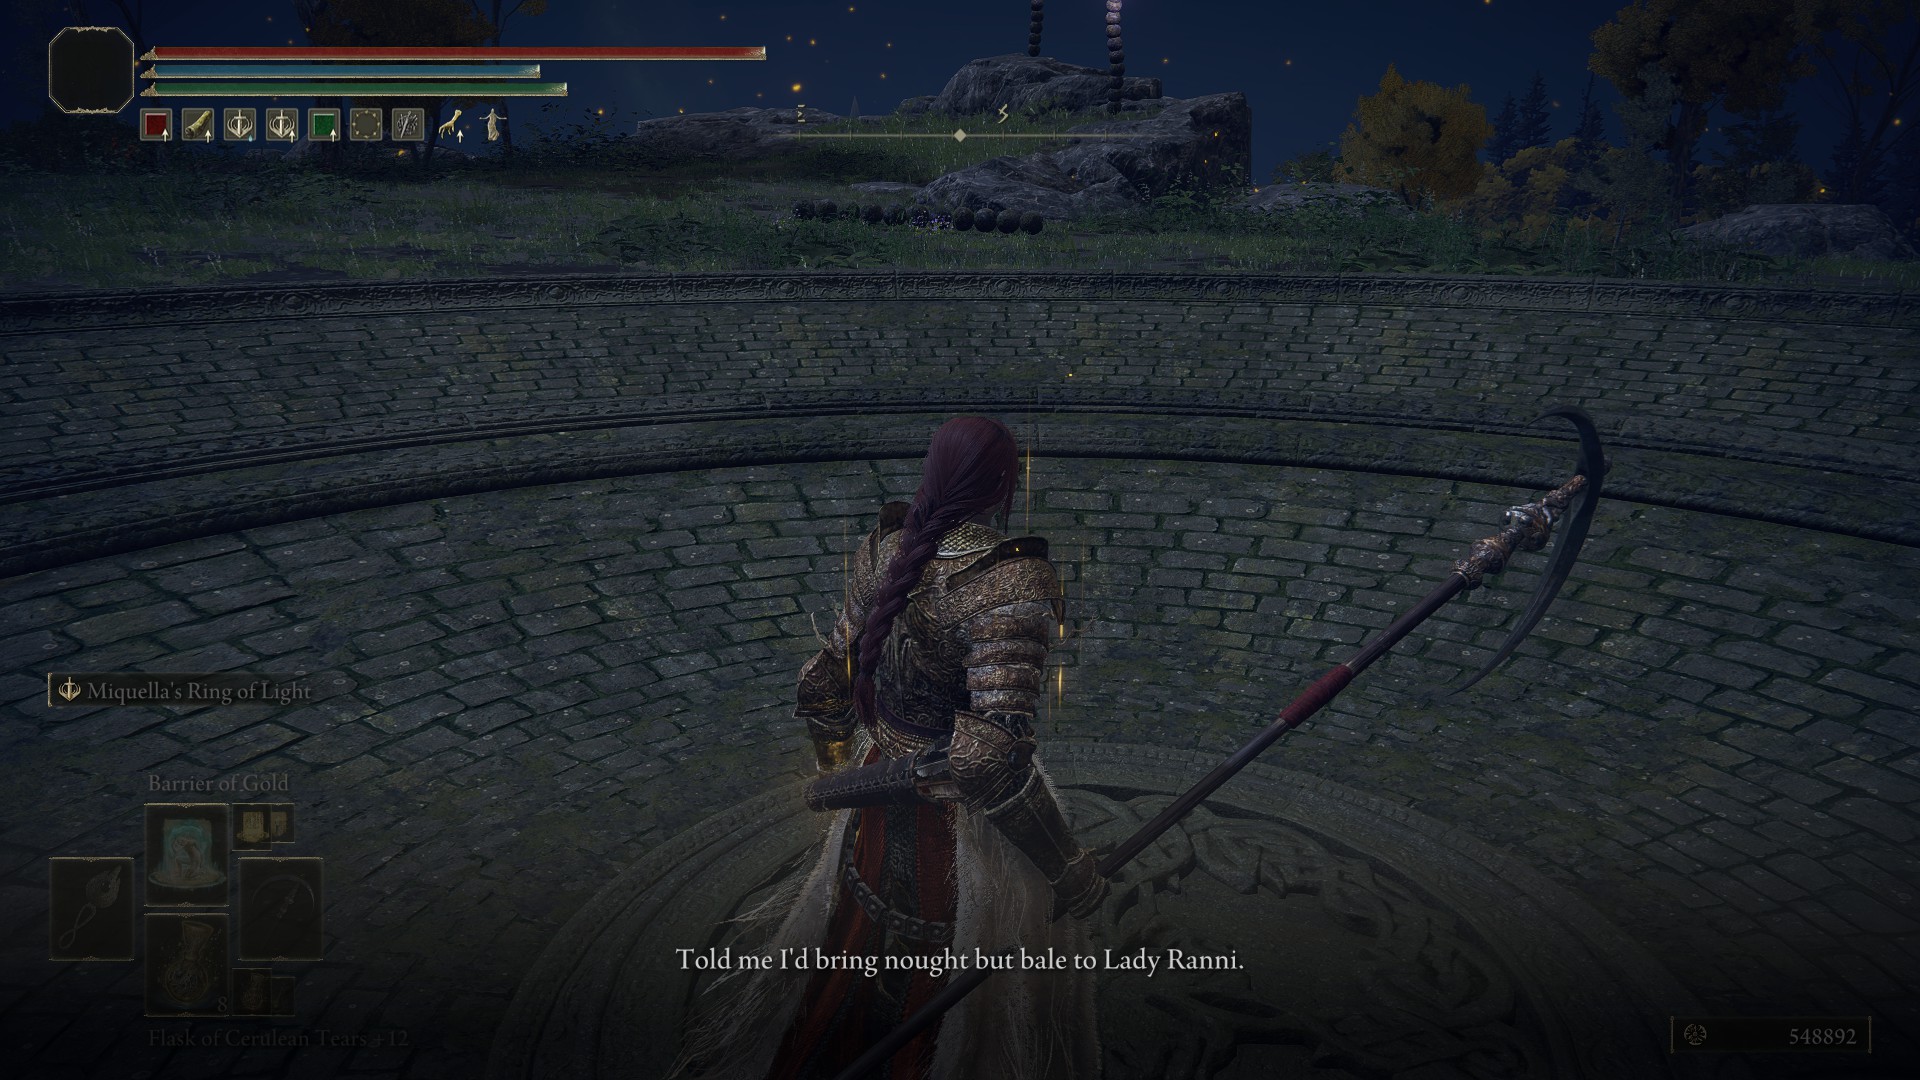 Miquella's Ring of Light
Barrier of Gold
Told me I'd bring nought but bale to Lady Ranni.
8
Flask of Cerulean Tears +12
548892